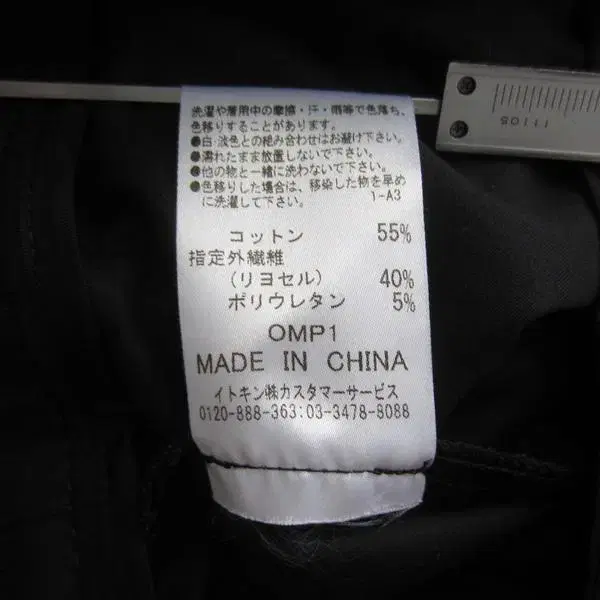 洗濯や着用中の摩擦・汗・雨等で色落ち、
色移りすることがあります。
●白・淡色との組み合わせはお避け下さい。
●濡れたまま放置しないで下さい。
●他の物と一緒に洗わないで下さい。
●色移りした場合は、移染した物を早め
に洗濯して下さい。
1-A3
コットン 55%
指定外繊維
(リヨセル) 40%
ポリウレタン 5%
OMP1
MADE IN CHINA
イトキン㈱カスタマーサービス
0120-888-363:03-3478-8088
11105